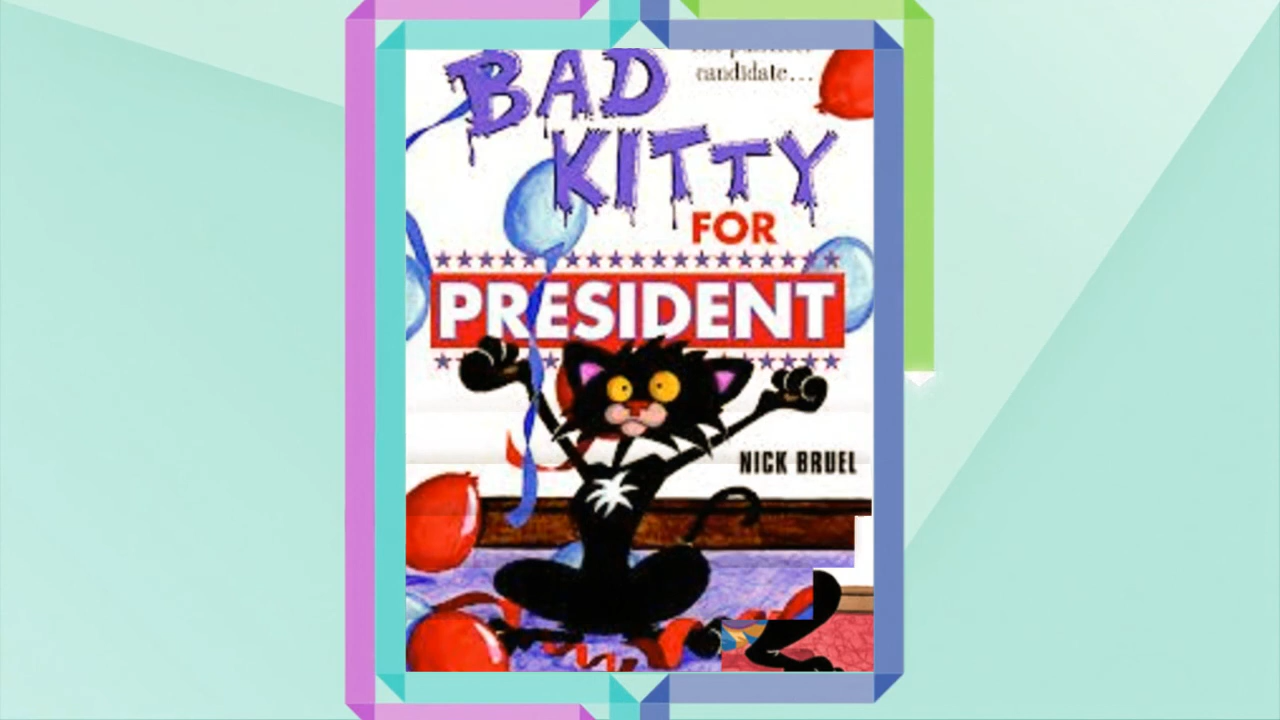 candidate...
BAD
KITTY
FOR
PRESIDENT
NICK BRUEL